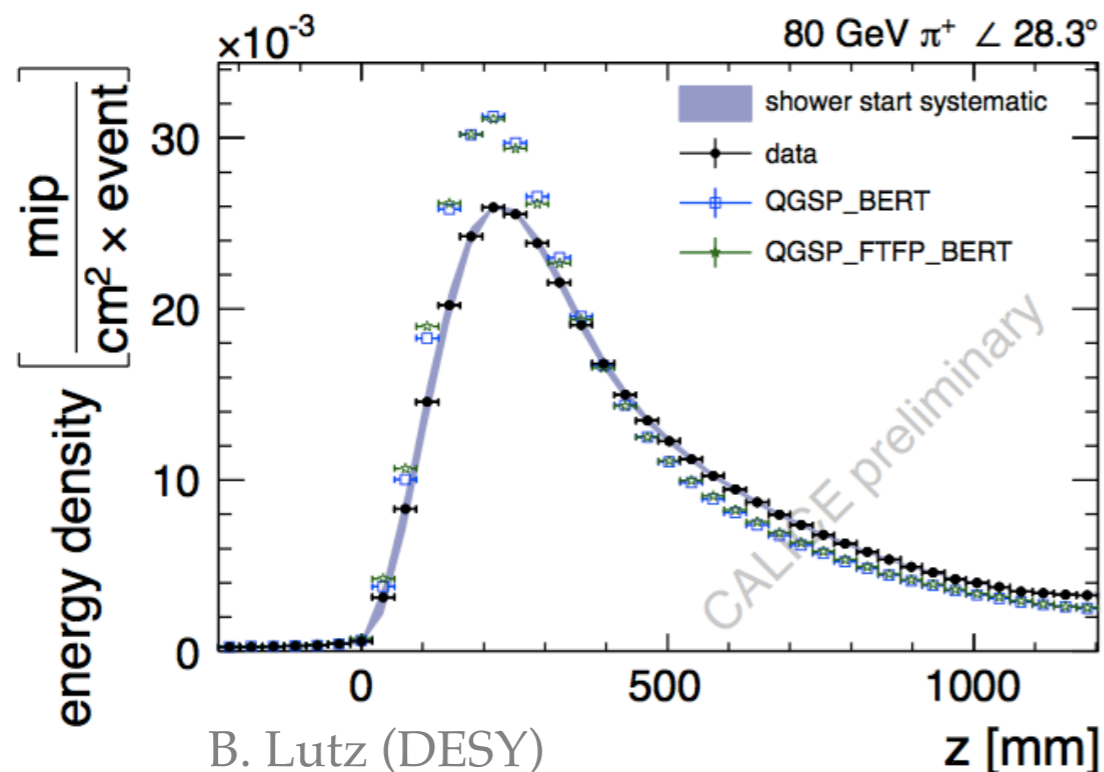 ×10⁻³
80 GeV π⁺ ∠ 28.3°
energy density [mip / cm² × event]
30
20
10
0
shower start systematic
data
QGSP_BERT
QGSP_FTFP_BERT
CALICE preliminary
0 500 1000
B. Lutz (DESY)
z [mm]